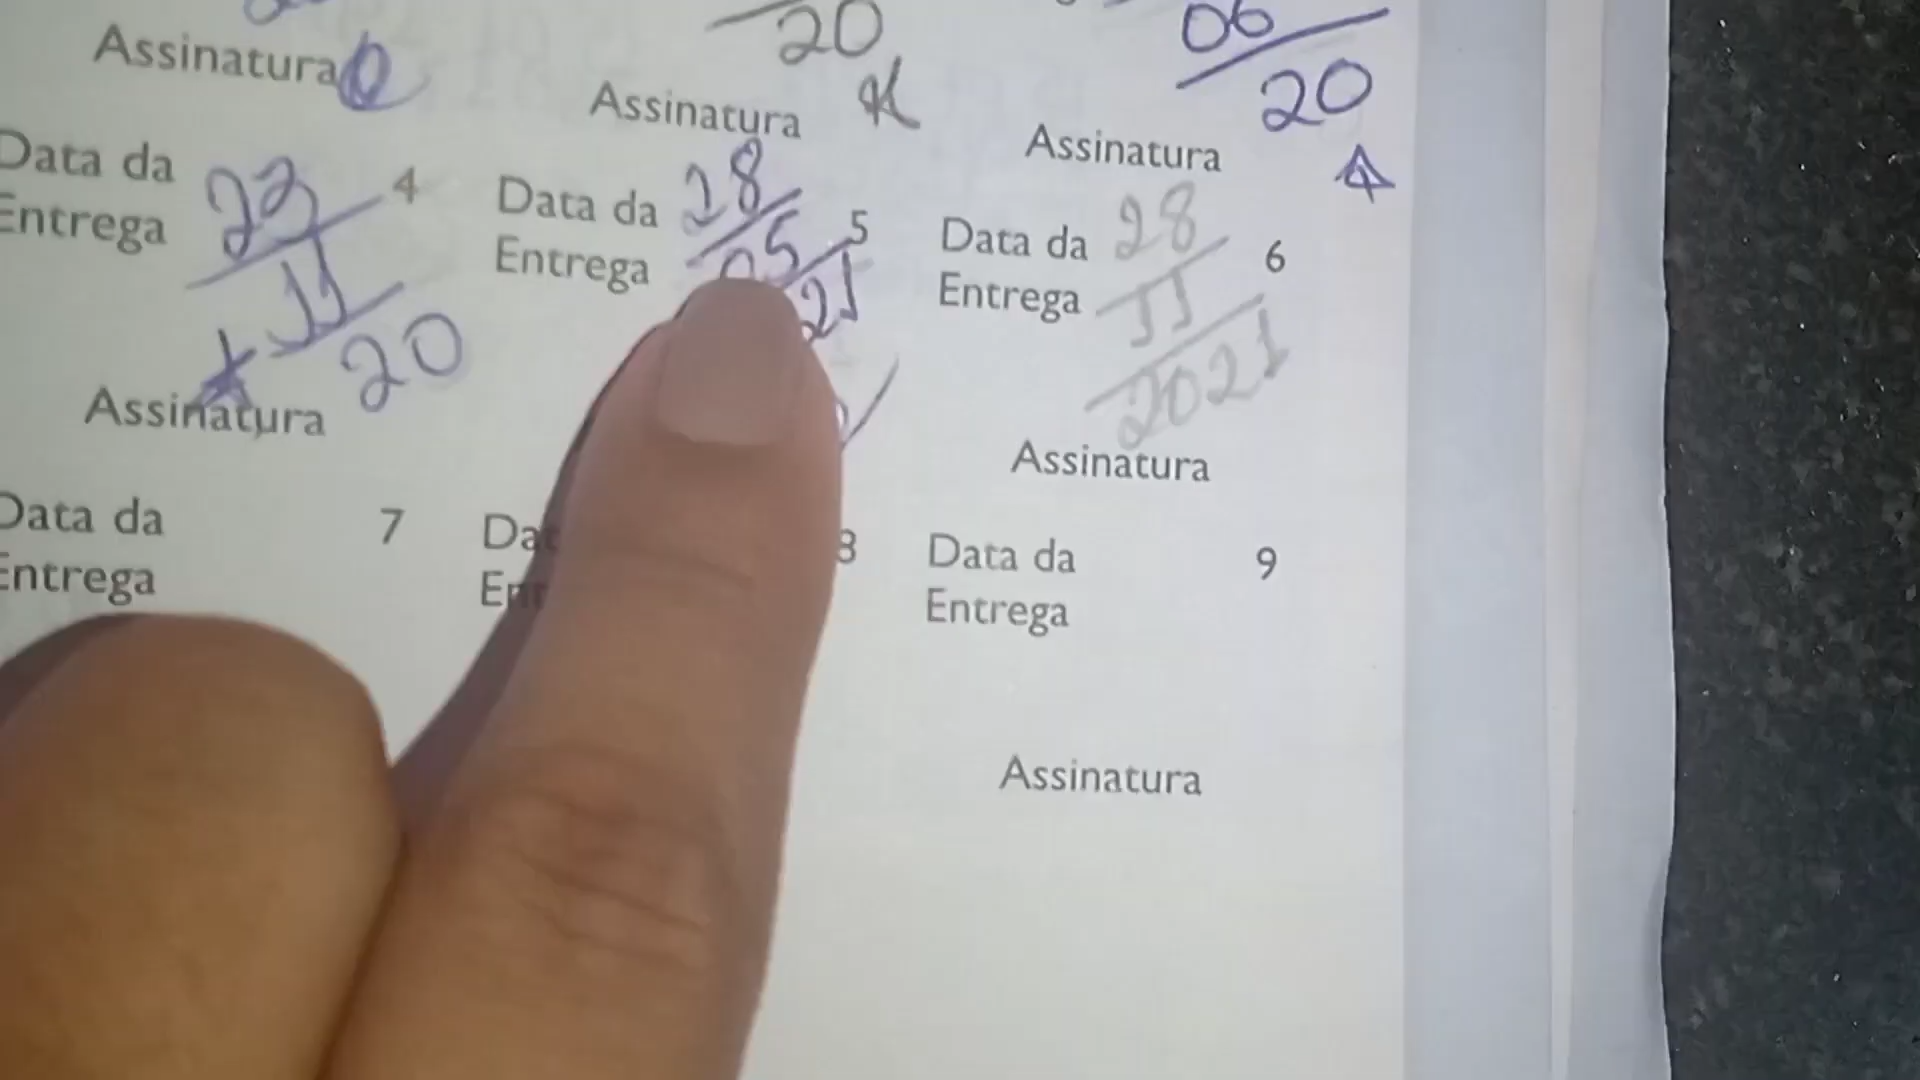 20
06
20
Assinatura
Assinatura
Assinatura
Data da
Entrega
23
11
20
4
Assinatura
Data da
Entrega
28
05
21
5
Data da
Entrega
28
11
2021
6
Assinatura
Data da
Entrega
7
Data da
Entrega
9
Assinatura